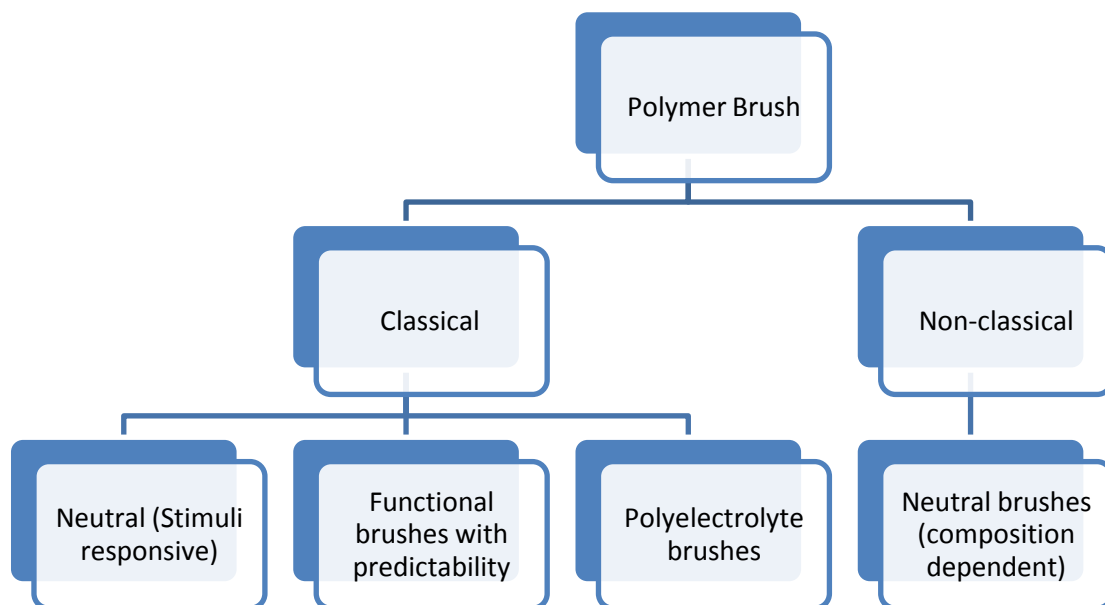 Polymer Brush
Classical
Non-classical
Neutral (Stimuli
responsive)
Functional
brushes with
predictability
Polyelectrolyte
brushes
Neutral brushes
(composition
dependent)